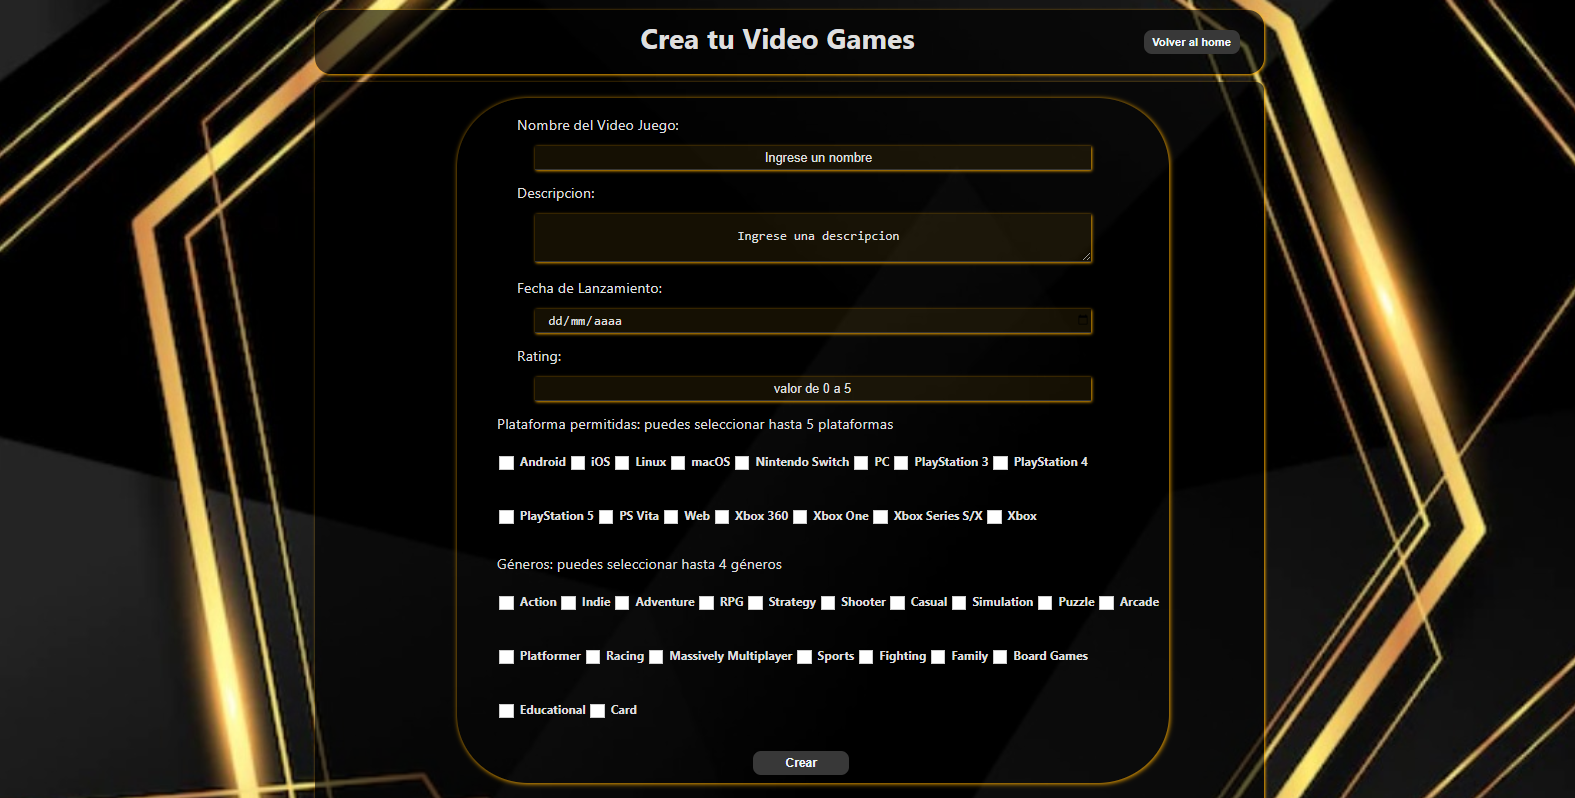 Crea tu Video Games
Volver al home
Nombre del Video Juego:
Ingrese un nombre
Descripcion:
Ingrese una descripcion
Fecha de Lanzamiento:
dd/mm/aaaa
Rating:
valor de 0 a 5
Plataforma permitidas: puedes seleccionar hasta 5 plataformas
Android iOS Linux macOS Nintendo Switch PC PlayStation 3 PlayStation 4
PlayStation 5 PS Vita Web Xbox 360 Xbox One Xbox Series S/X Xbox
Géneros: puedes seleccionar hasta 4 géneros
Action Indie Adventure RPG Strategy Shooter Casual Simulation Puzzle Arcade
Platformer Racing Massively Multiplayer Sports Fighting Family Board Games
Educational Card
Crear